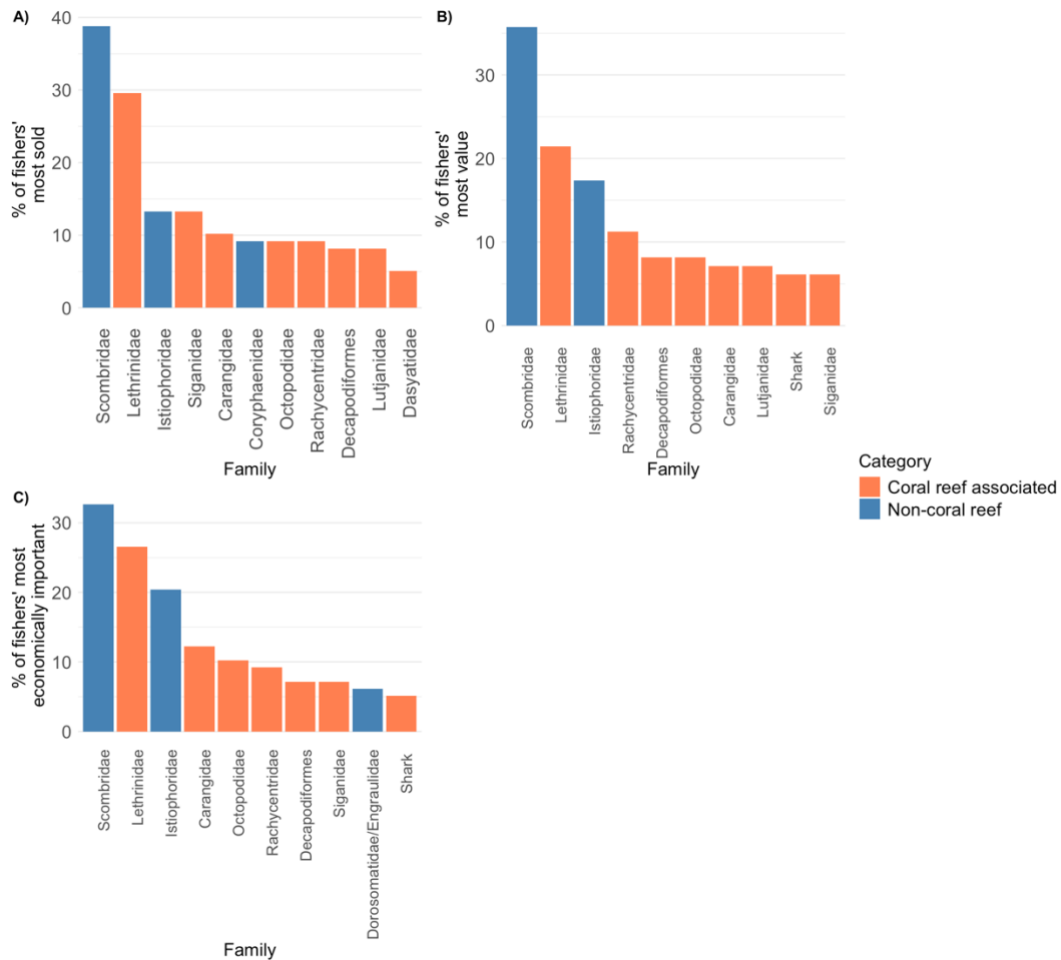 A)
% of fishers'
most sold
40
30
20
10
0
Scombridae
Lethrinidae
Istiophoridae
Siganidae
Carangidae
Coryphaenidae
Octopodidae
Rachycentridae
Decapodiformes
Lutjanidae
Dasyatidae
Family
B)
% of fishers'
most value
30
20
10
0
Scombridae
Lethrinidae
Istiophoridae
Rachycentridae
Decapodiformes
Octopodidae
Carangidae
Lutjanidae
Shark
Siganidae
Family
Category
Coral reef associated
Non-coral reef
C)
% of fishers' most
economically important
30
20
10
0
Scombridae
Lethrinidae
Istiophoridae
Carangidae
Octopodidae
Rachycentridae
Decapodiformes
Siganidae
Dorosomatidae/Engraulidae
Shark
Family